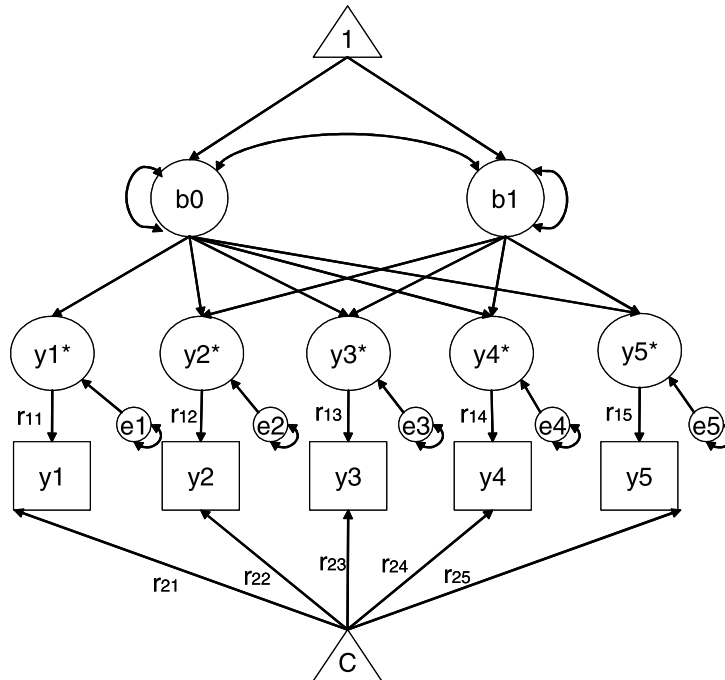 1
b0 b1
y1* y2* y3* y4* y5*
r11 e1 r12 e2 r13 e3 r14 e4 r15 e5
y1 y2 y3 y4 y5
r21 r22 r23 r24 r25
C